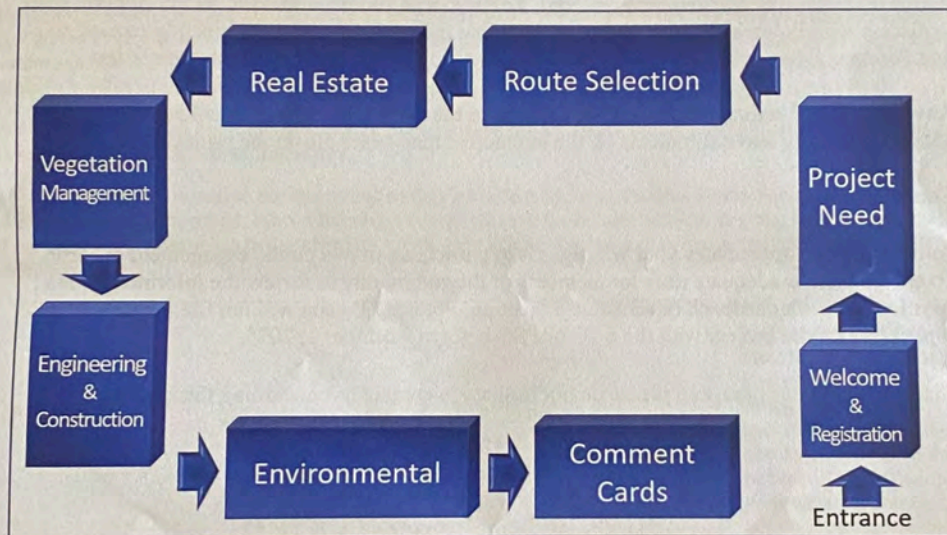 Real Estate
Route Selection
Vegetation
Management
Project
Need
Engineering
&
Construction
Welcome
&
Registration
Environmental
Comment
Cards
Entrance